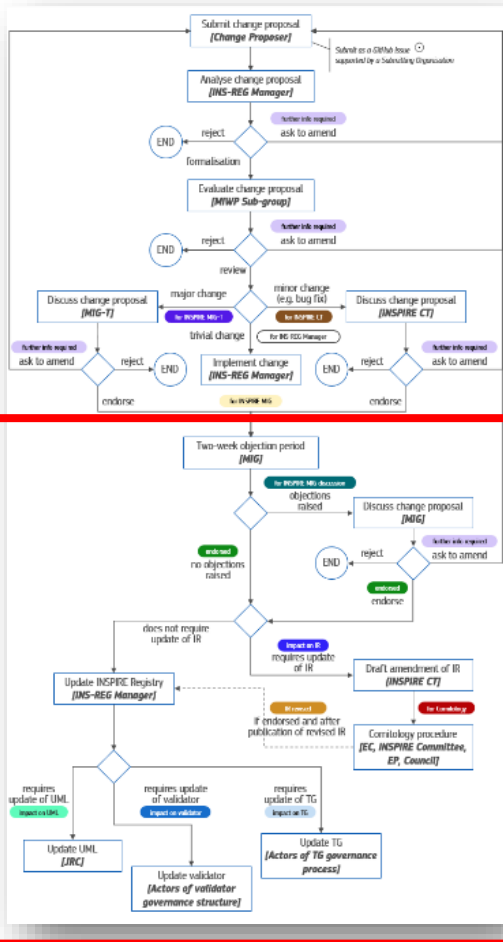 Submit change proposal
[Change Proposer]
Submit as a GitHub issue
supported by a Submitting Organisation
Analyse change proposal
[INS-REG Manager]
further info required
reject
ask to amend
END
formalisation
Evaluate change proposal
[MIWP Sub-group]
further info required
reject
ask to amend
END
review
major change
minor change
(e.g. bug fix)
Discuss change proposal
[MIG-T]
for INSPIRE MIG-T
for INSPIRE CT
Discuss change proposal
[INSPIRE CT]
trivial change
for INS-REG Manager
further info required
ask to amend
reject
END
Implement change
[INS-REG Manager]
END
reject
further info required
ask to amend
endorse
for INSPIRE MIG
endorse
Two-week objection period
[MIG]
for INSPIRE MIG discussion
objections
raised
Discuss change proposal
[MIG]
further info required
endorsed
no objections
raised
END
reject
ask to amend
endorsed
endorse
does not require
update of IR
impact on IR
requires update
of IR
Draft amendment of IR
[INSPIRE CT]
Update INSPIRE Registry
[INS-REG Manager]
IR revised
for Comitology
if endorsed and after
publication of revised IR
Comitology procedure
[EC, INSPIRE Committee,
EP, Council]
requires
update of UML
impact on UML
requires update
of validator
impact on validator
requires
update of TG
impact on TG
Update UML
[JRC]
Update validator
[Actors of validator
governance structure]
Update TG
[Actors of TG governance
process]